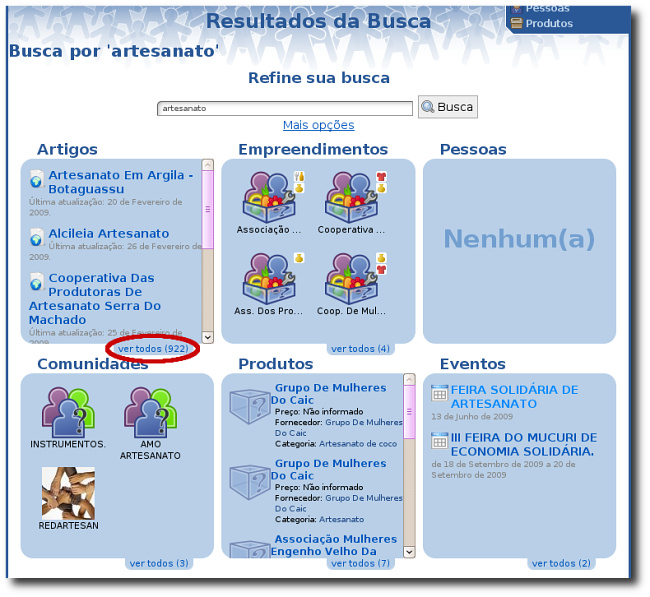 Pessoas
Produtos
Resultados da Busca
Busca por 'artesanato'
Refine sua busca
artesanato
Busca
Mais opções
Artigos
Artesanato Em Argila -
Botaguassu
Última atualização: 20 de Fevereiro de
2009.
Alcileia Artesanato
Última atualização: 26 de Fevereiro de
2009.
Cooperativa Das
Produtoras De
Artesanato Serra Do
Machado
Última atualização: 25 de Fevereiro de
2009.
ver todos (922)
Empreendimentos
Associação ...
Cooperativa ...
Ass. Dos Pro...
Coop. De Mul...
ver todos (4)
Pessoas
Nenhum(a)
Comunidades
INSTRUMENTOS.
AMO
ARTESANATO
REDARTESAN
ver todos (3)
Produtos
Grupo De Mulheres
Do Caic
Preço: Não informado
Fornecedor: Grupo De Mulheres
Do Caic
Categoria: Artesanato de coco
Grupo De Mulheres
Do Caic
Preço: Não informado
Fornecedor: Grupo De Mulheres
Do Caic
Categoria: Artesanato
Associação Mulheres
Engenho Velho Da
ver todos (7)
Eventos
FEIRA SOLIDÁRIA DE
ARTESANATO
13 de Junho de 2009
III FEIRA DO MUCURI DE
ECONOMIA SOLIDÁRIA.
de 18 de Setembro de 2009 a 20 de
Setembro de 2009
ver todos (2)